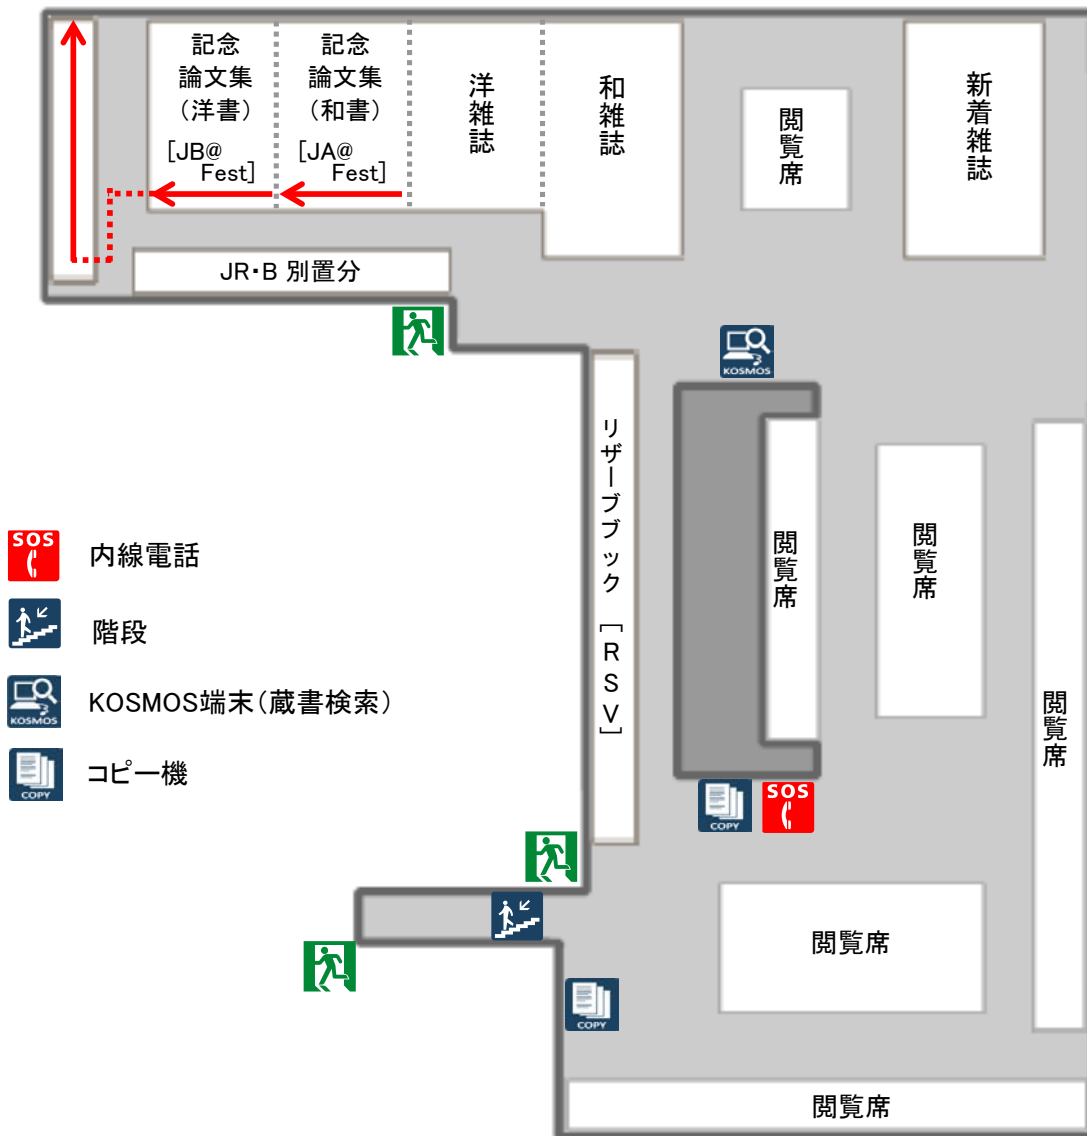 記念
論文集
（洋書）
[JB@
Fest]
記念
論文集
（和書）
[JA@
Fest]
洋雑誌
和雑誌
閲覧席
新着雑誌
JR・B 別置分
KOSMOS
リザーブブック [RSV]
閲覧席
閲覧席
閲覧席
SOS
内線電話
階段
KOSMOS
KOSMOS端末（蔵書検索）
COPY
コピー機
COPY
SOS
閲覧席
COPY
閲覧席